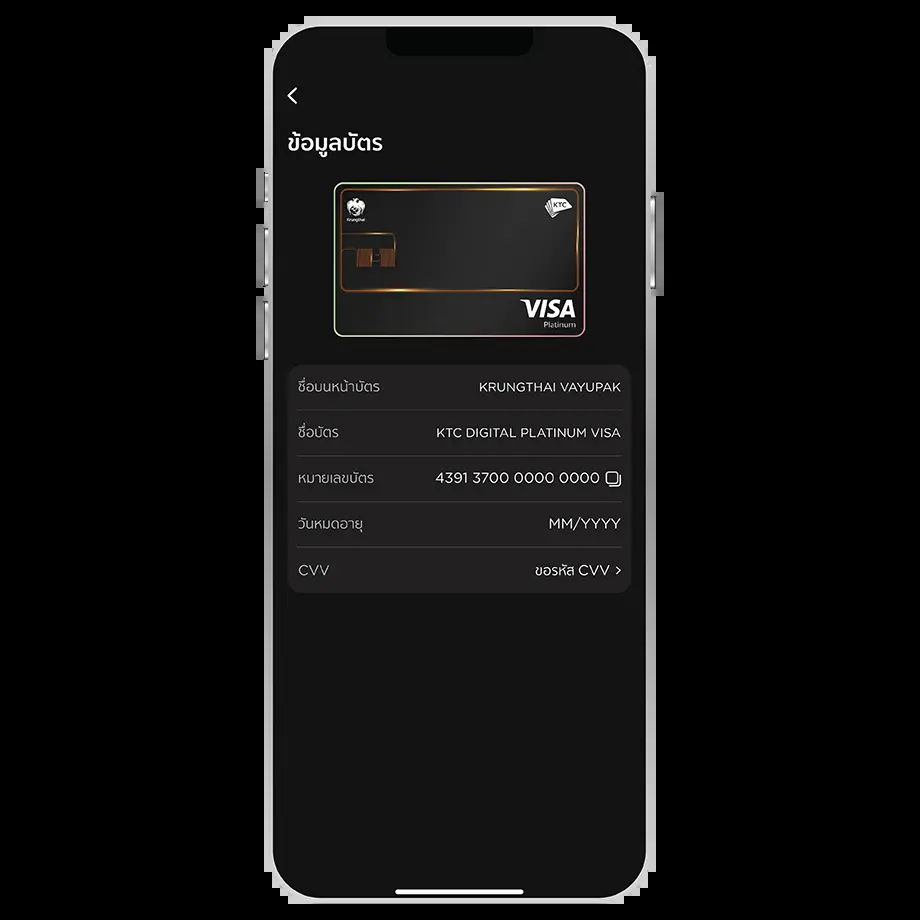 ข้อมูลบัตร
Krungthai
KTC
VISA
Platinum
ชื่อบนหน้าบัตร KRUNGTHAI VAYUPAK
ชื่อบัตร KTC DIGITAL PLATINUM VISA
หมายเลขบัตร 4391 3700 0000 0000
วันหมดอายุ MM/YYYY
CVV ขอรหัส CVV >